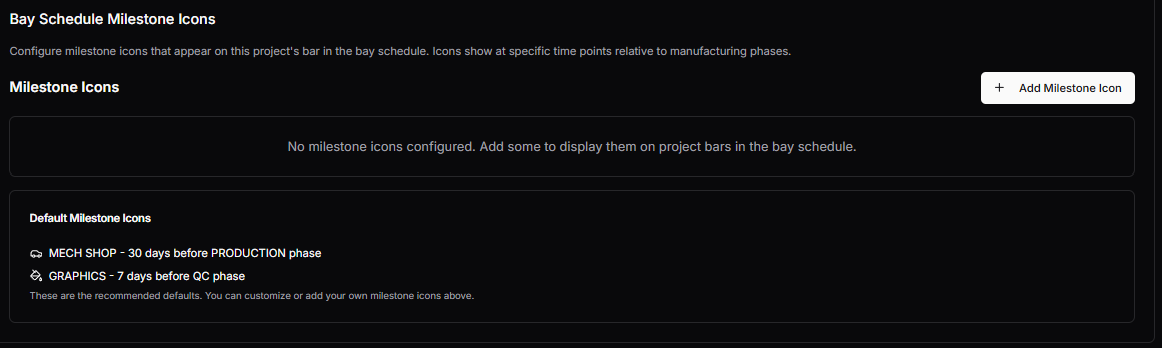 Bay Schedule Milestone Icons
Configure milestone icons that appear on this project's bar in the bay schedule. Icons show at specific time points relative to manufacturing phases.
Milestone Icons
+ Add Milestone Icon
No milestone icons configured. Add some to display them on project bars in the bay schedule.
Default Milestone Icons
MECH SHOP - 30 days before PRODUCTION phase
GRAPHICS - 7 days before QC phase
These are the recommended defaults. You can customize or add your own milestone icons above.